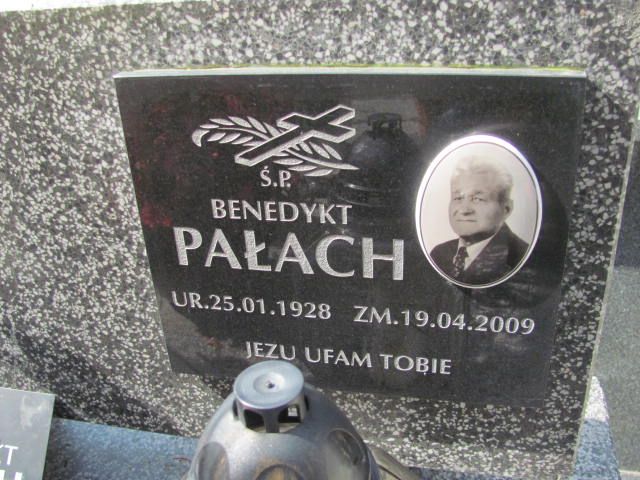 Ś.P.
BENEDYKT
PAŁACH
UR.25.01.1928 ZM.19.04.2009
JEZU UFAM TOBIE